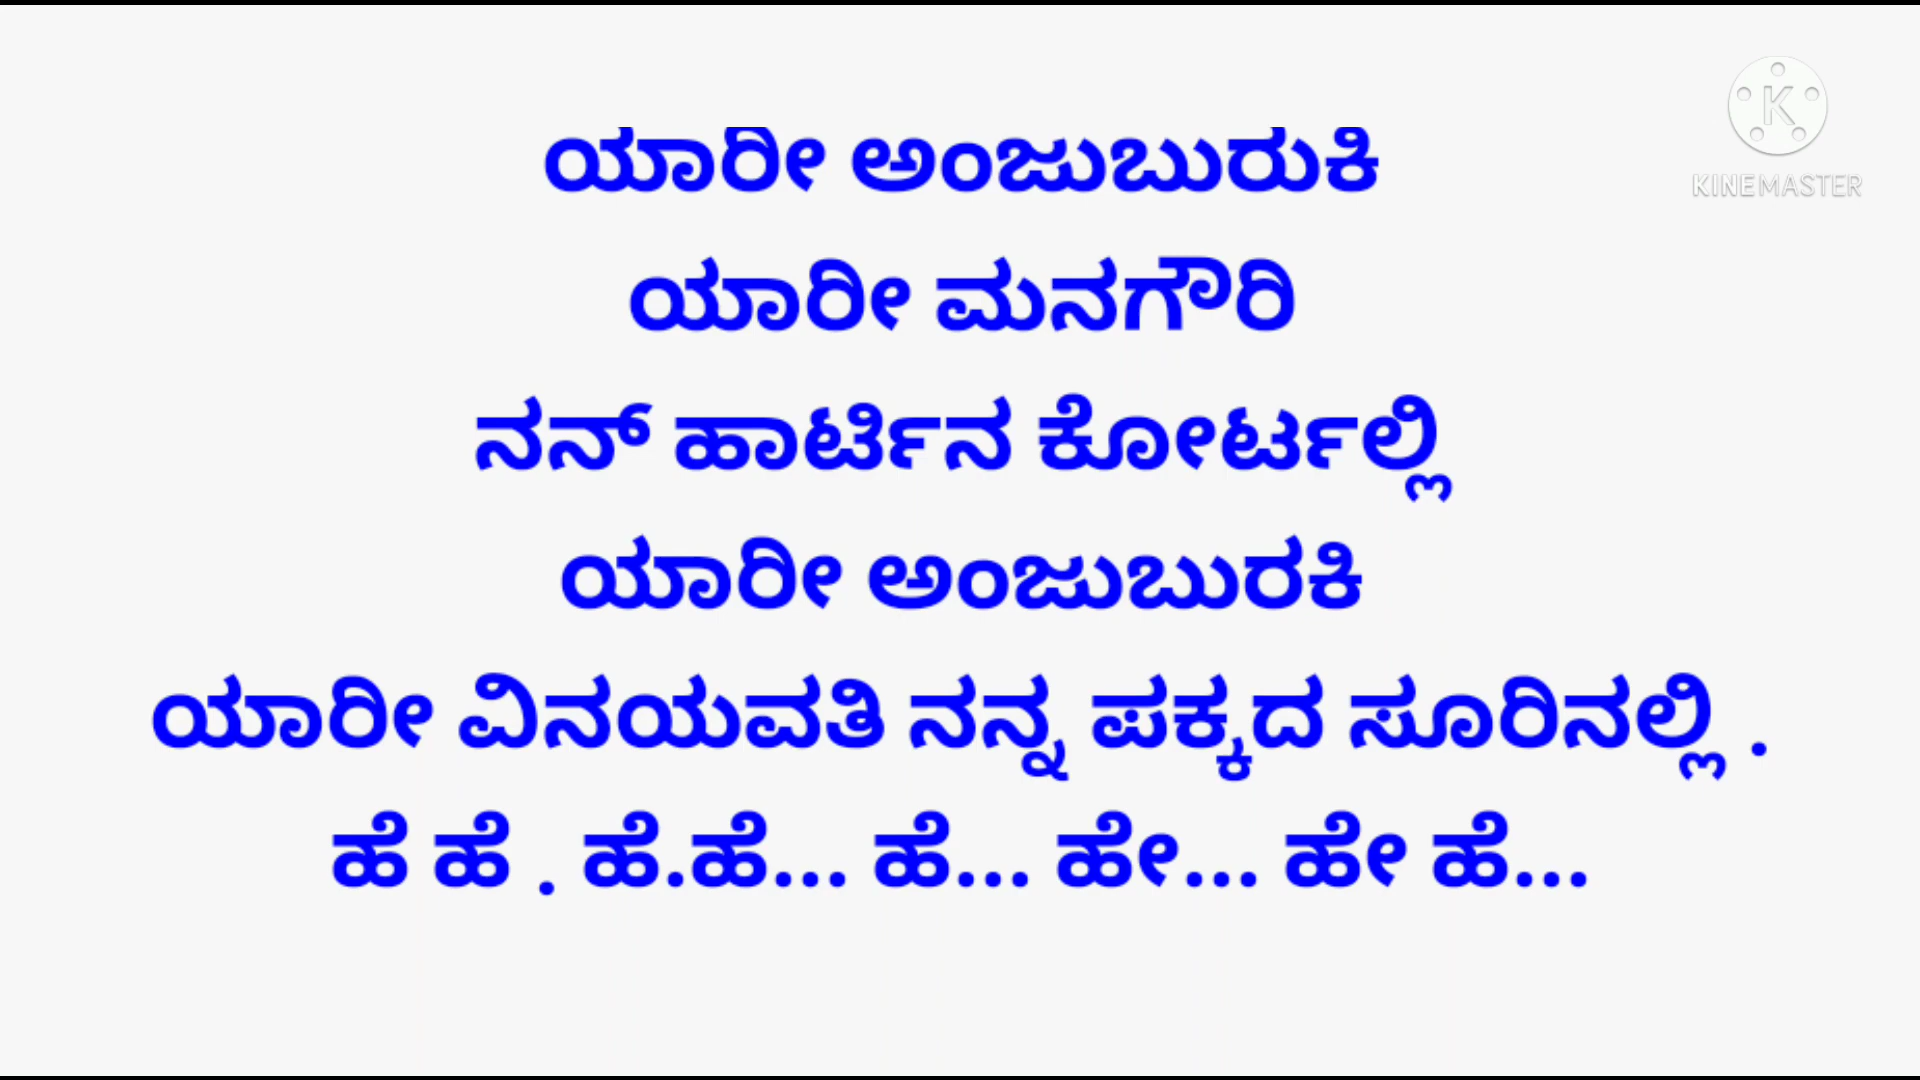 ಯಾರೀ ಅಂಜುಬುರುಕಿ
ಯಾರೀ ಮನಗೌರಿ
ನನ್ ಹಾರ್ಟಿನ ಕೋರ್ಟಲ್ಲಿ
ಯಾರೀ ಅಂಜುಬುರಕಿ
ಯಾರೀ ವಿನಯವತಿ ನನ್ನ ಪಕ್ಕದ ಸೂರಿನಲ್ಲಿ .
ಹೆ ಹೆ . ಹೆ.ಹೆ... ಹೆ... ಹೇ... ಹೇ ಹೆ...
K
KINEMASTER